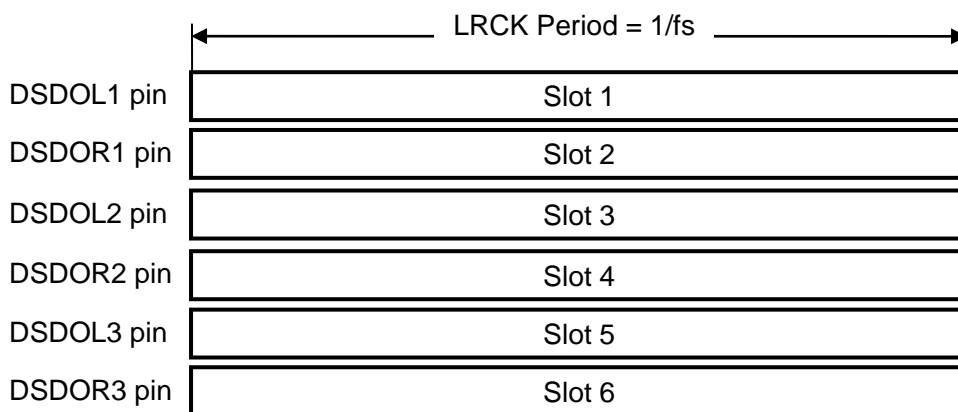 LRCK Period = 1/fs
DSDOL1 pin Slot 1
DSDOR1 pin Slot 2
DSDOL2 pin Slot 3
DSDOR2 pin Slot 4
DSDOL3 pin Slot 5
DSDOR3 pin Slot 6